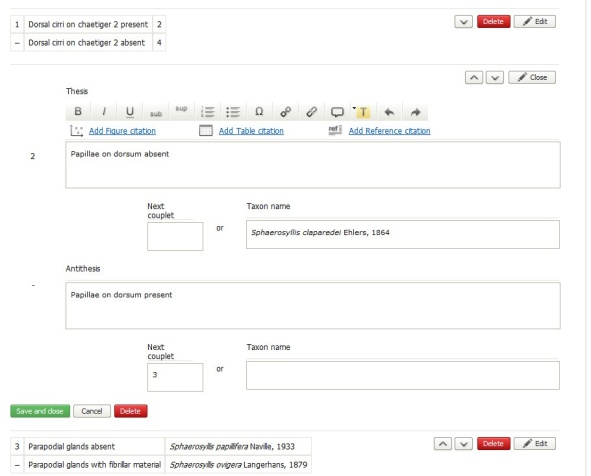 1 Dorsal cirri on chaetiger 2 present 2 Delete Edit
– Dorsal cirri on chaetiger 2 absent 4
Close
Thesis
B I U sub sup Ω T
Add Figure citation Add Table citation ref Add Reference citation
2 Papillae on dorsum absent
Next
couplet
or
Taxon name
Sphaerosyllis claparedei Ehlers, 1864
Antithesis
- Papillae on dorsum present
Next
couplet
3
or
Taxon name
Save and close Cancel Delete
3 Parapodial glands absent Sphaerosyllis papillifera Naville, 1933 Delete Edit
– Parapodial glands with fibrillar material Sphaerosyllis ovigera Langerhans, 1879